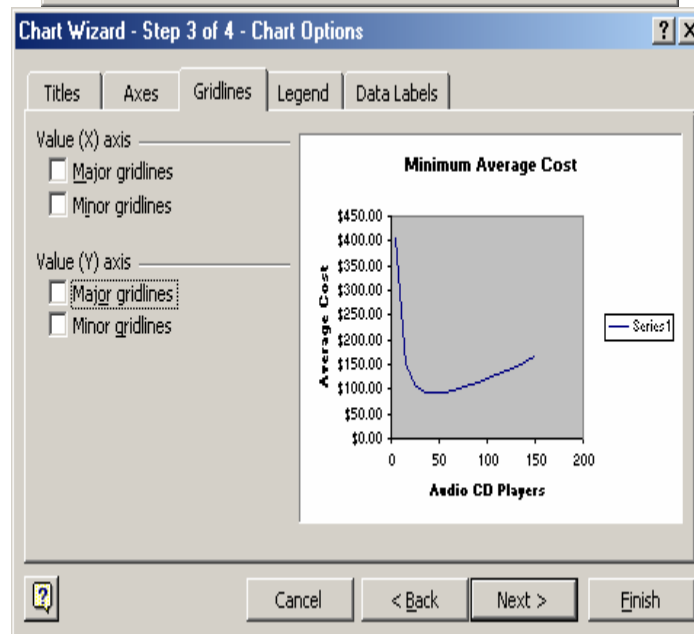 Chart Wizard - Step 3 of 4 - Chart Options
Titles Axes Gridlines Legend Data Labels
Value (X) axis
Major gridlines
Minor gridlines
Value (Y) axis
Major gridlines
Minor gridlines
Minimum Average Cost
Average Cost
$450.00
$400.00
$350.00
$300.00
$250.00
$200.00
$150.00
$100.00
$50.00
$0.00
0 50 100 150 200
Audio CD Players
Series1
Cancel < Back Next > Finish